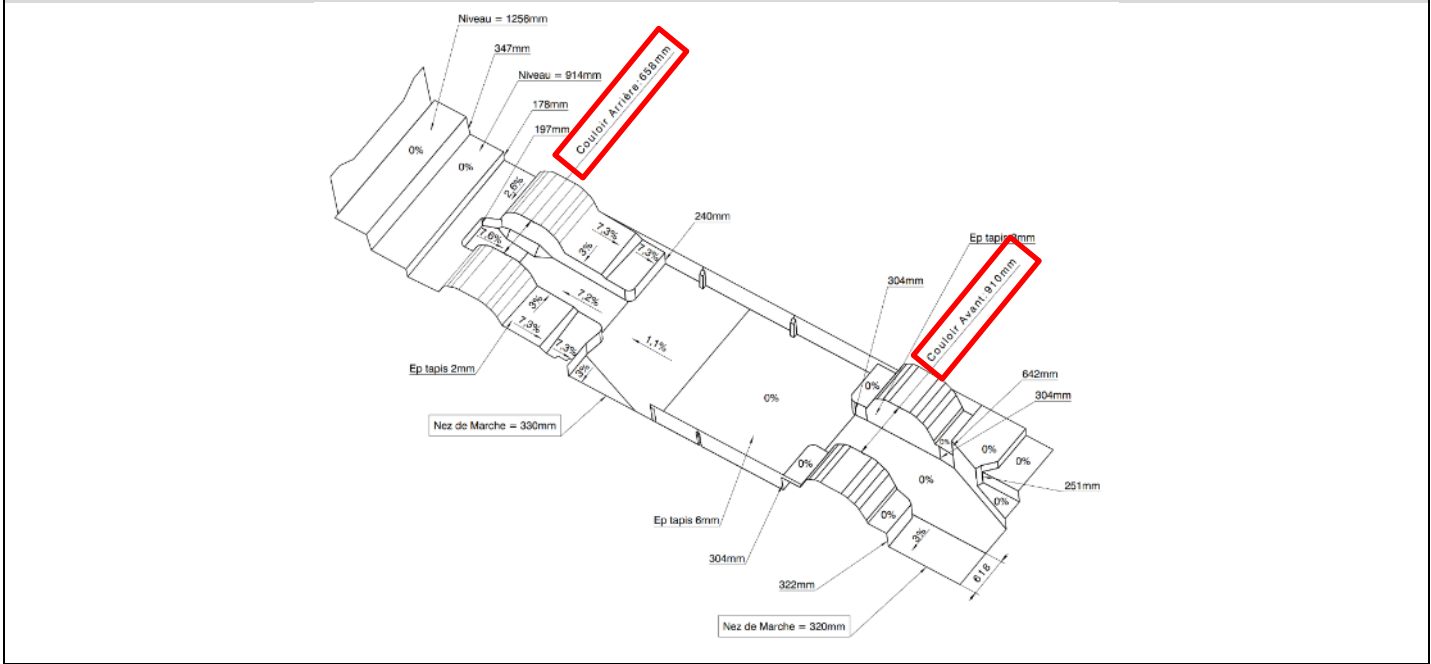 Niveau = 1256mm
347mm
Niveau = 914mm
178mm
197mm
Couloir Arrière:658mm
0%
0%
2,6%
7,6%
240mm
7,3%
3%
7,3%
Ep tapis
Couloir Avant:910mm
304mm
7,2%
3%
7,3%
7,3%
3%
1,1%
Ep tapis 2mm
0%
0%
642mm
304mm
Nez de Marche = 330mm
0%
0%
0%
0%
0%
251mm
0%
0%
Ep tapis 6mm
0%
3%
304mm
322mm
618
Nez de Marche = 320mm